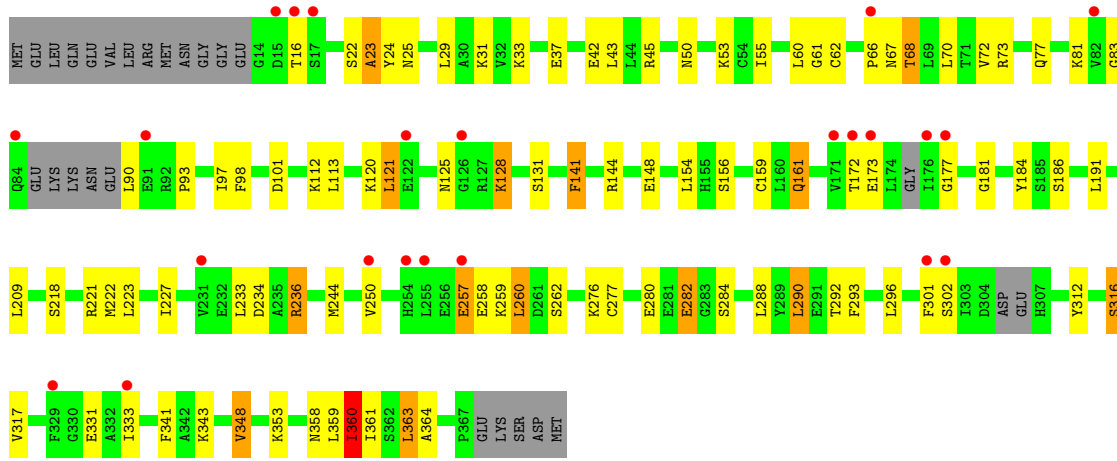 MET GLU LEU LEU GLN GLU VAL LEU ARG MET ASN GLY GLY GLU G14 D15 T16 S17 S22 A23 Y24 N25 L29 A30 K31 V32 K33 E37 E42 L43 L44 R45 N50 K53 C54 I55 L60 G61 C62 P66 N67 T68 L69 L70 T71 V72 R73 Q77 K81 V82 G83
Q84 GLU LYS LYS ASN GLU L90 E91 R92 P93 I97 F98 D101 K112 L113 K120 L121 E122 N125 G126 R127 K128 S131 F141 R144 E148 L154 H155 S156 C159 L160 Q161 V171 T172 E173 L174 GLY I176 G177 G181 Y184 S185 S186 L191
L209 S218 R221 M222 L223 I227 V231 E232 L233 D234 A235 R236 M244 V250 H254 L255 E256 E257 E258 K259 L260 D261 S262 K276 C277 E280 E281 E282 G283 S284 L288 Y289 L290 E291 T292 F293 L296 F301 S302 I303 D304 ASP GLU H307 Y312 S316
V317 F329 G330 E331 A332 I333 F341 A342 K343 V348 K353 N358 L359 I360 I361 S362 L363 A364 P367 GLU LYS SER ASP MET